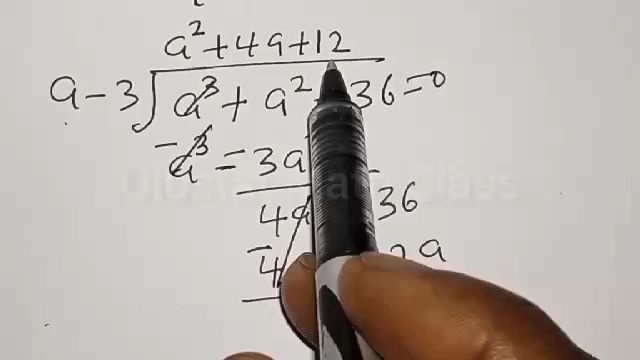 a² + 4a + 12
a - 3 a³ + a² 36 = 0
- a³ = 3a
4a 36
- 4 a